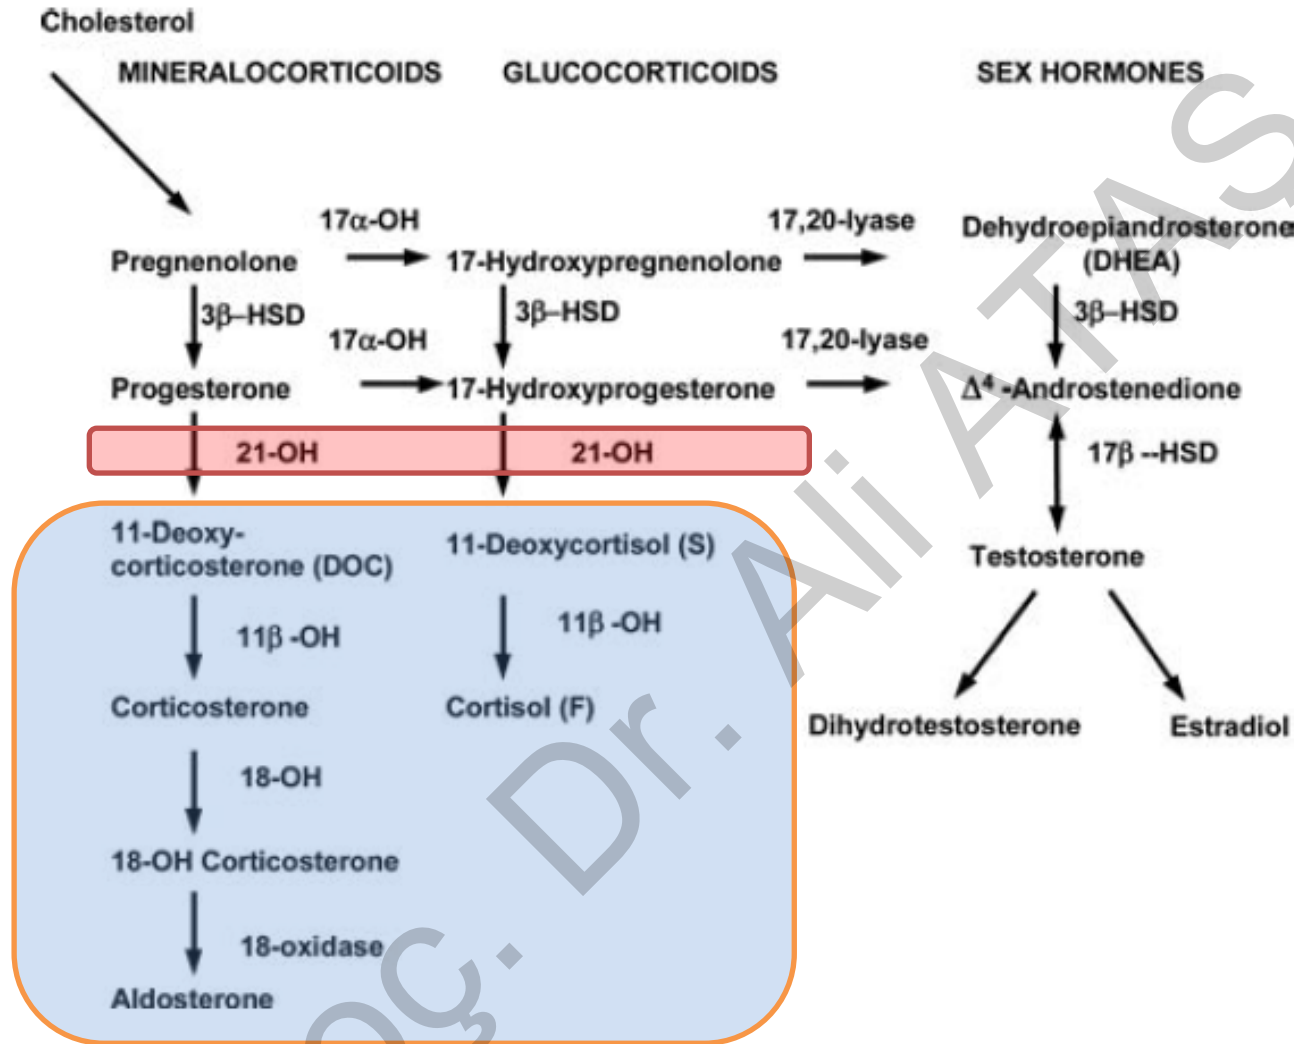 Cholesterol
MINERALOCORTICOIDS GLUCOCORTICOIDS SEX HORMONES
17α-OH 17,20-lyase
Pregnenolone 17-Hydroxypregnenolone Dehydroepiandrosterone
(DHEA)
3β–HSD 3β–HSD 3β–HSD
17α-OH 17,20-lyase
Progesterone 17-Hydroxyprogesterone Δ⁴ -Androstenedione
21-OH 21-OH 17β --HSD
11-Deoxy-
corticosterone (DOC) 11-Deoxycortisol (S) Testosterone
11β -OH 11β -OH
Corticosterone Cortisol (F) Dihydrotestosterone Estradiol
18-OH
18-OH Corticosterone
18-oxidase
Aldosterone
oç. Dr. Ali ATAŞ